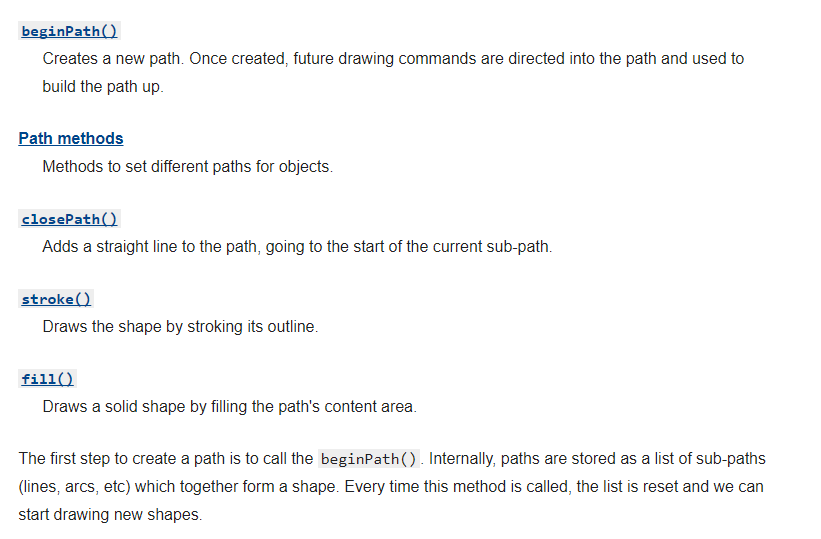 beginPath()
Creates a new path. Once created, future drawing commands are directed into the path and used to
build the path up.
Path methods
Methods to set different paths for objects.
closePath()
Adds a straight line to the path, going to the start of the current sub-path.
stroke()
Draws the shape by stroking its outline.
fill()
Draws a solid shape by filling the path's content area.
The first step to create a path is to call the beginPath(). Internally, paths are stored as a list of sub-paths
(lines, arcs, etc) which together form a shape. Every time this method is called, the list is reset and we can
start drawing new shapes.